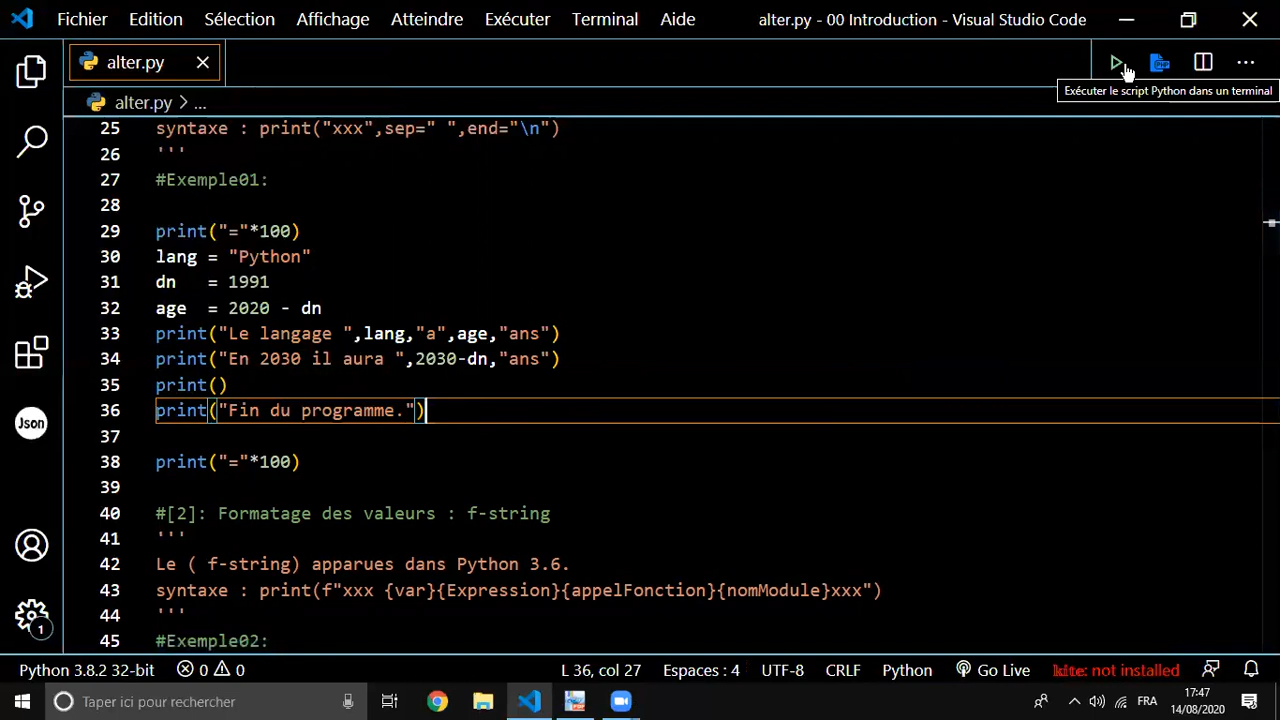 Fichier Edition Sélection Affichage Atteindre Exécuter Terminal Aide alter.py - 00 Introduction - Visual Studio Code
alter.py
Exécuter le script Python dans un terminal
alter.py > ...
25 syntaxe : print("xxx",sep=" ",end="\n")
26 '''
27 #Exemple01:
28
29 print("="*100)
30 lang = "Python"
31 dn   = 1991
32 age  = 2020 - dn
33 print("Le langage ",lang,"a",age,"ans")
34 print("En 2030 il aura ",2030-dn,"ans")
35 print()
36 print("Fin du programme.")
37
38 print("="*100)
39
40 #[2]: Formatage des valeurs : f-string
41 '''
42 Le ( f-string) apparues dans Python 3.6.
43 syntaxe : print(f"xxx {var}{Expression}{appelFonction}{nomModule}xxx")
44 '''
45 #Exemple02:
Json
1
Python 3.8.2 32-bit 0 0 L 36, col 27 Espaces : 4 UTF-8 CRLF Python Go Live kite: not installed
Taper ici pour rechercher FRA 17:47
14/08/2020